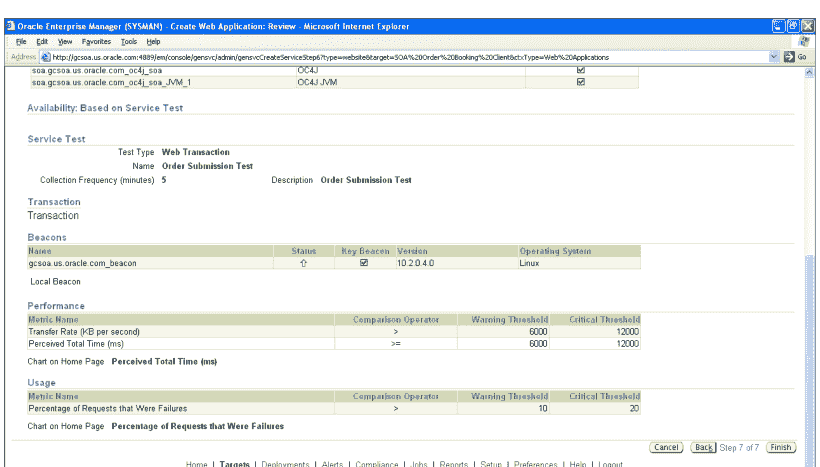 Oracle Enterprise Manager (SYSMAN) - Create Web Application: Review - Microsoft Internet Explorer
File Edit View Favorites Tools Help
Address http://gcsoa.us.oracle.com:4889/em/console/gensvc/admin/gensvcCreateServiceStep6?type=website&target=SOA%20Order%20Booking%20Client&ctxType=Web%20Applications Go
soa.gcsoa.us.oracle.com_oc4j_soa OC4J
soa.gcsoa.us.oracle.com_oc4j_soa_JVM_1 OC4J JVM
Availability: Based on Service Test
Service Test
Test Type Web Transaction
Name Order Submission Test
Collection Frequency (minutes) 5 Description Order Submission Test
Transaction
Transaction
Beacons
Name Status Key Beacon Version Operating System
gcsoa.us.oracle.com_beacon 10.2.0.4.0 Linux
Local Beacon
Performance
Metric Name Comparison Operator Warning Threshold Critical Threshold
Transfer Rate (KB per second) > 6000 12000
Perceived Total Time (ms) >= 6000 12000
Chart on Home Page Perceived Total Time (ms)
Usage
Metric Name Comparison Operator Warning Threshold Critical Threshold
Percentage of Requests that Were Failures > 10 20
Chart on Home Page Percentage of Requests that Were Failures
Cancel Back Step 7 of 7 Finish
Home | Targets | Deployments | Alerts | Compliance | Jobs | Reports | Setup | Preferences | Help | Logout